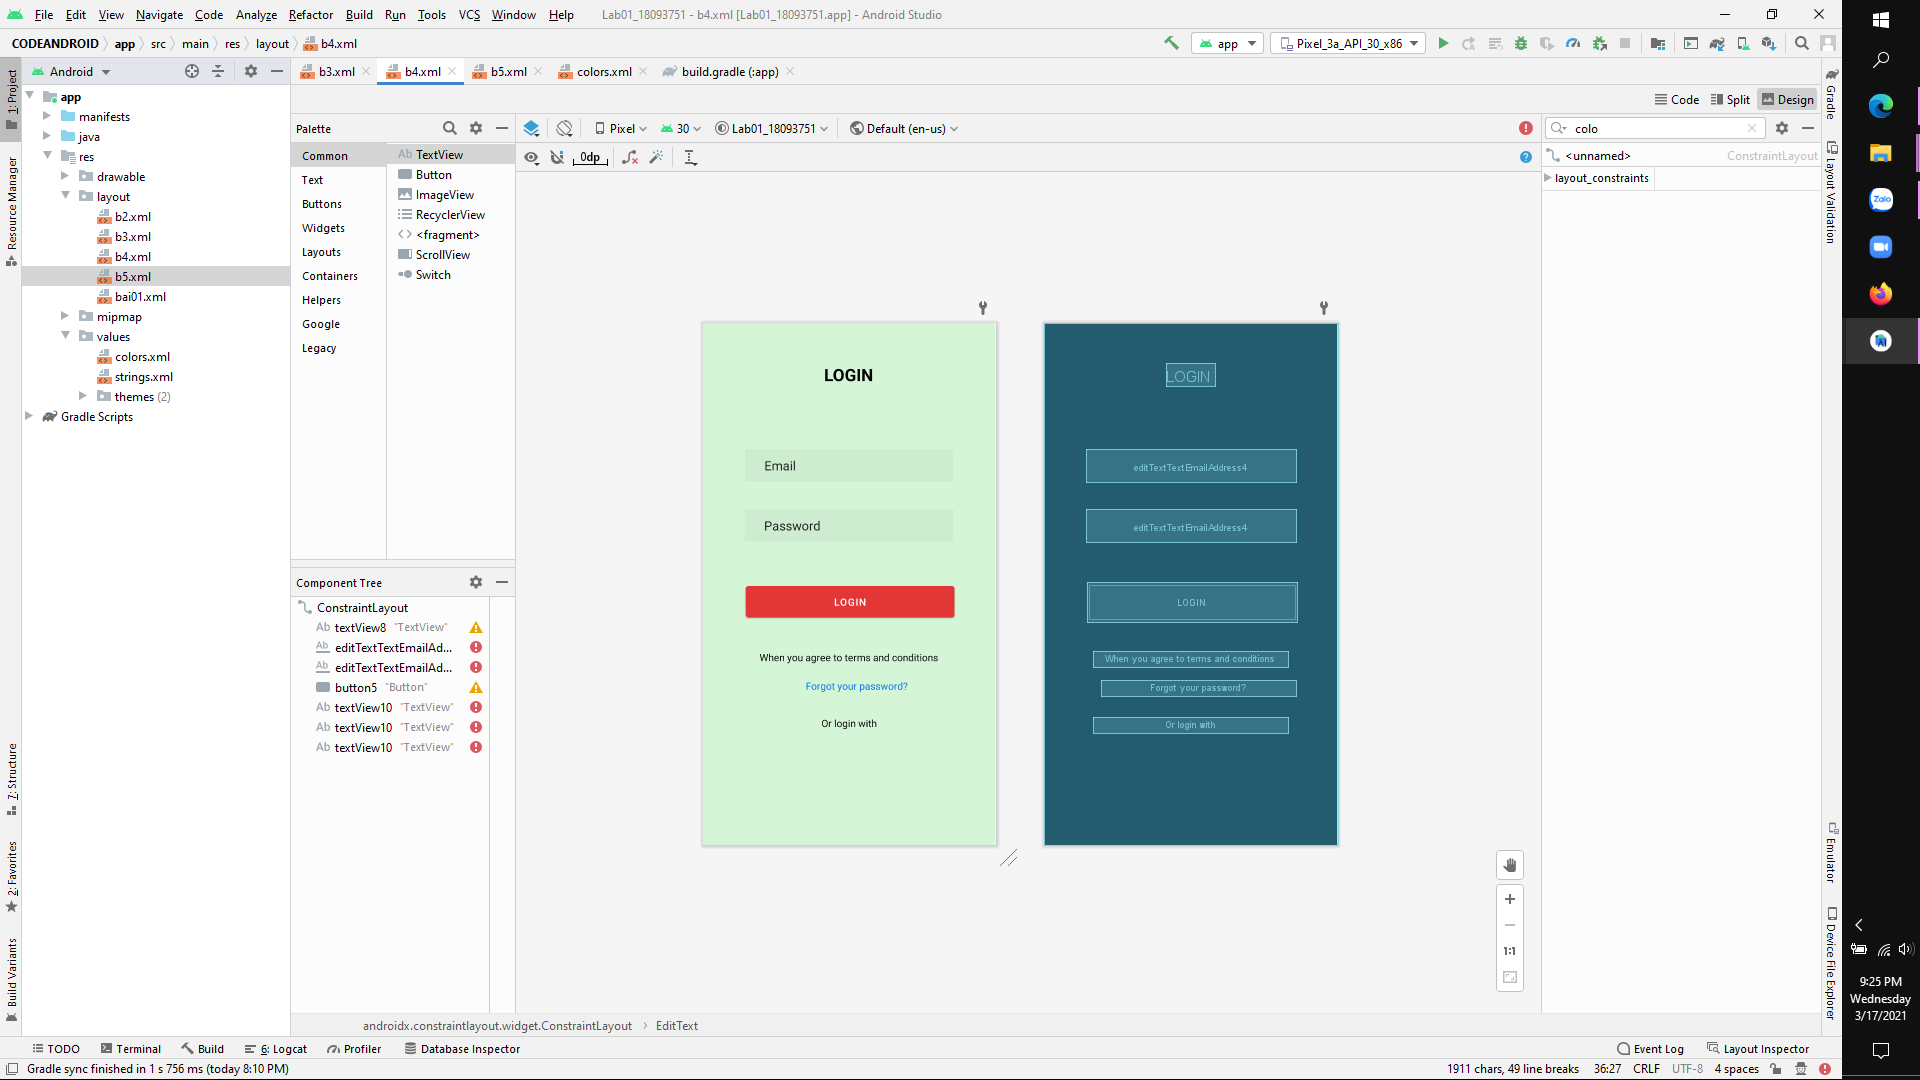 File Edit View Navigate Code Analyze Refactor Build Run Tools VCS Window Help Lab01_18093751 - b4.xml [Lab01_18093751.app] - Android Studio
CODEANDROID app src main res layout b4.xml
app Pixel_3a_API_30_x86
Android
b3.xml b4.xml b5.xml colors.xml build.gradle (:app)
Code Split Design
1: Project
Resource Manager
7: Structure
2: Favorites
Build Variants
app
manifests
java
res
drawable
layout
b2.xml
b3.xml
b4.xml
b5.xml
bai01.xml
mipmap
values
colors.xml
strings.xml
themes (2)
Gradle Scripts
Palette
Common
Text
Buttons
Widgets
Layouts
Containers
Helpers
Google
Legacy
Ab TextView
Button
ImageView
RecyclerView
<fragment>
ScrollView
Switch
Component Tree
ConstraintLayout
Ab textView8 "TextView"
Ab editTextTextEmailAd...
Ab editTextTextEmailAd...
button5 "Button"
Ab textView10 "TextView"
Ab textView10 "TextView"
Ab textView10 "TextView"
Pixel 30 Lab01_18093751 Default (en-us)
0dp
LOGIN
Email
Password
LOGIN
When you agree to terms and conditions
Forgot your password?
Or login with
LOGIN
editTextTextEmailAddress4
editTextTextEmailAddress4
LOGIN
When you agree to terms and conditions
Forgot your password?
Or login with
1:1
colo
<unnamed> ConstraintLayout
layout_constraints
Gradle
Layout Validation
Emulator
Device File Explorer
androidx.constraintlayout.widget.ConstraintLayout EditText
TODO Terminal Build 6: Logcat Profiler Database Inspector Event Log Layout Inspector
Gradle sync finished in 1 s 756 ms (today 8:10 PM) 1911 chars, 49 line breaks 36:27 CRLF UTF-8 4 spaces
Zalo
9:25 PM
Wednesday
3/17/2021